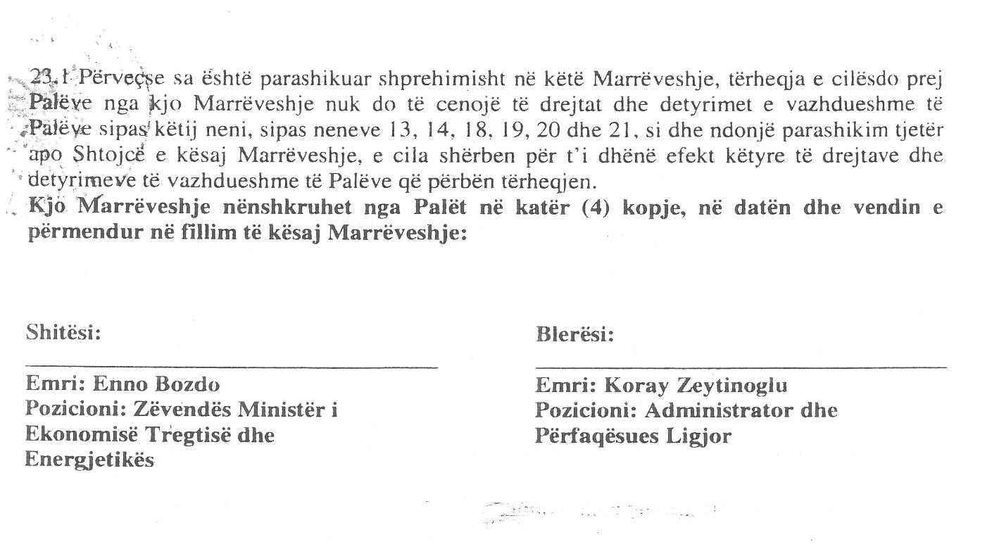 23.1 Përveçse sa është parashikuar shprehimisht në këtë Marrëveshje, tërheqja e cilësdo prej
Palëve nga kjo Marrëveshje nuk do të cenojë të drejtat dhe detyrimet e vazhdueshme të
Palëve sipas këtij neni, sipas neneve 13, 14, 18, 19, 20 dhe 21, si dhe ndonjë parashikim tjetër
apo Shtojcë e kësaj Marrëveshje, e cila shërben për t'i dhënë efekt këtyre të drejtave dhe
detyrimeve të vazhdueshme të Palëve që përbën tërheqjen.
Kjo Marrëveshje nënshkruhet nga Palët në katër (4) kopje, në datën dhe vendin e
përmendur në fillim të kësaj Marrëveshje:
Shitësi:
Emri: Enno Bozdo
Pozicioni: Zëvendës Ministër i
Ekonomisë Tregtisë dhe
Energjetikës
Blerësi:
Emri: Koray Zeytinoglu
Pozicioni: Administrator dhe
Përfaqësues Ligjor